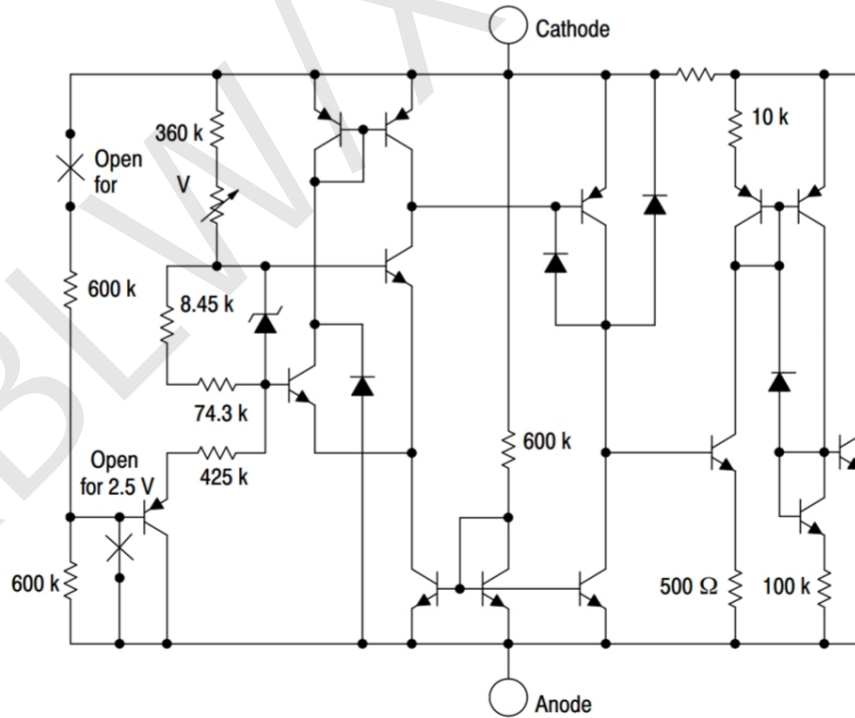 Cathode
360 k
10 k
Open
for
V
600 k
8.45 k
74.3 k
600 k
Open
for 2.5 V
425 k
600 k
500 Ω
100 k
Anode